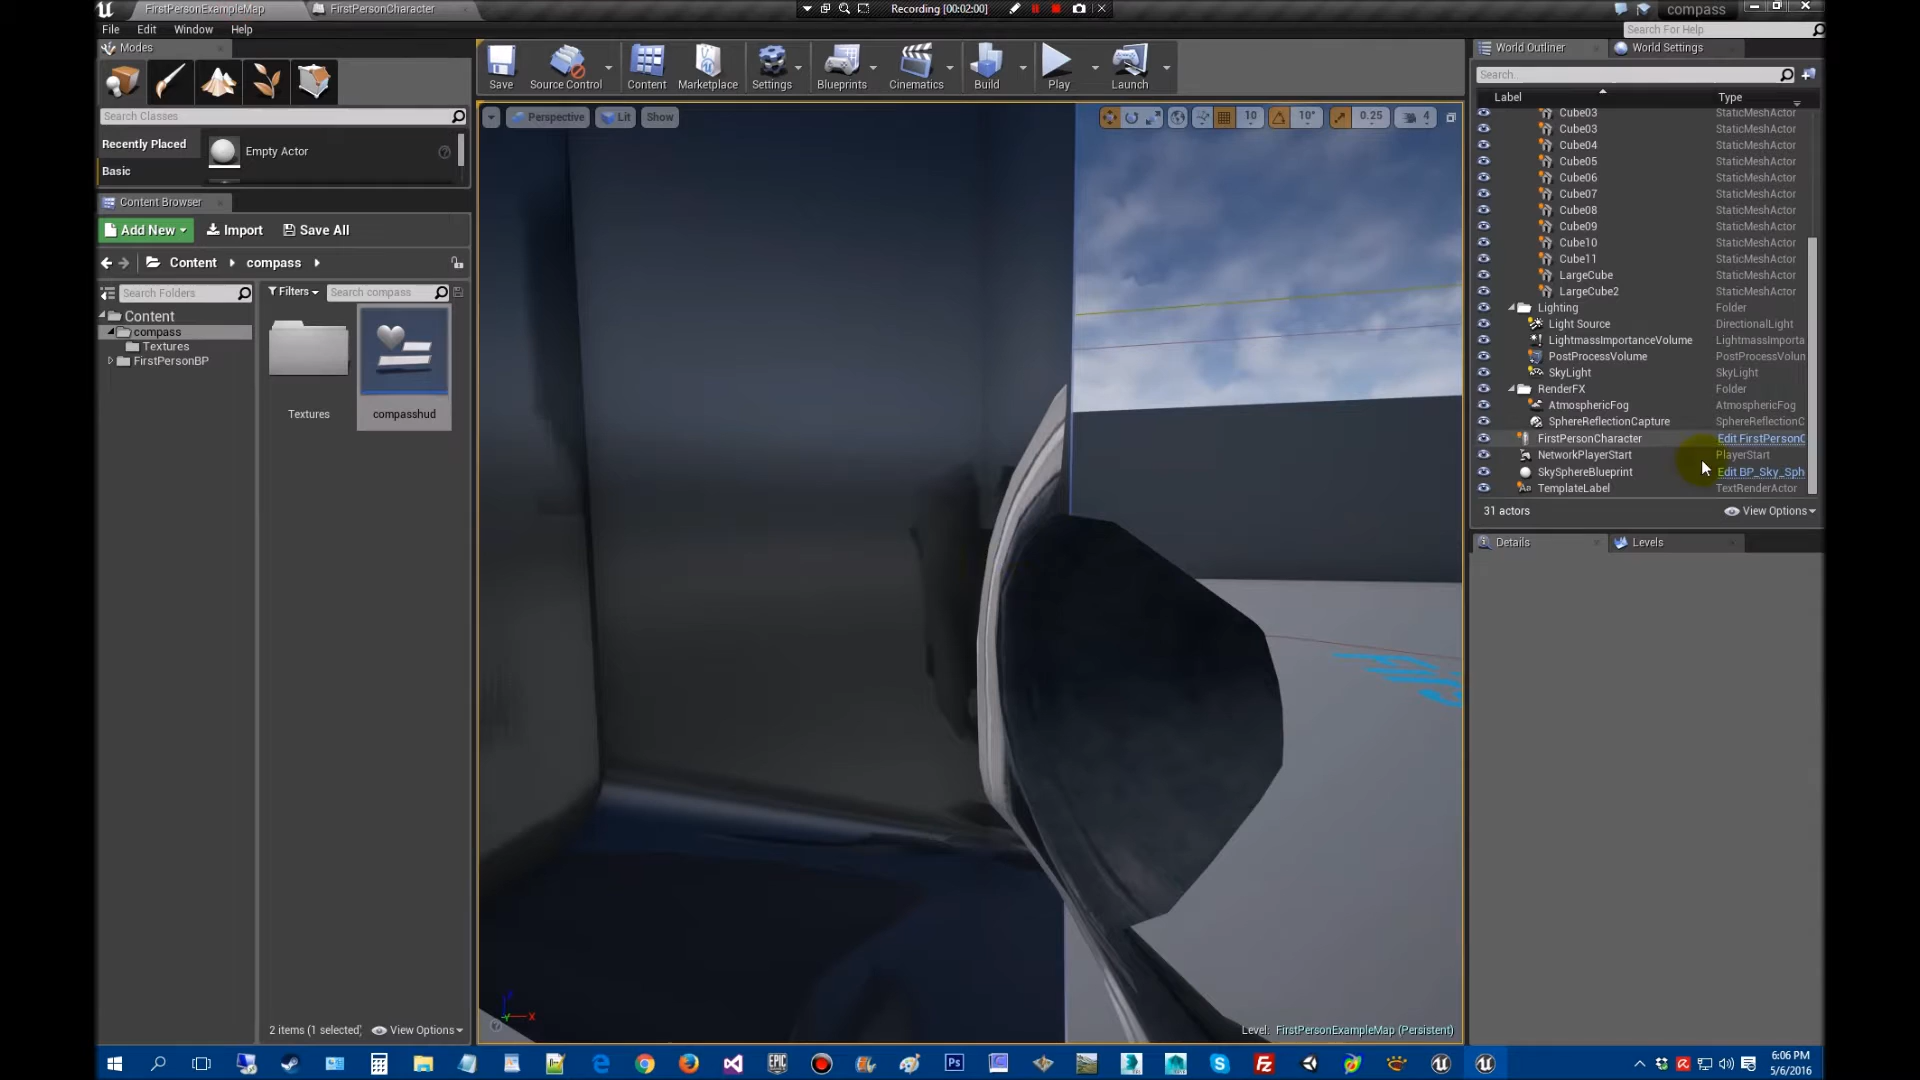 FirstPersonExampleMap
FirstPersonCharacter
Recording [00:02:00]
compass
File Edit Window Help
Search For Help
Modes
Search Classes
Recently Placed
Basic
Empty Actor
Content Browser
Add New
Import
Save All
Content
compass
Search Folders
Filters
Search compass
Content
compass
Textures
FirstPersonBP
Textures
compasshud
2 items (1 selected)
View Options
Save
Source Control
Content
Marketplace
Settings
Blueprints
Cinematics
Build
Play
Launch
Perspective
Lit
Show
10
10°
0.25
4
Level: FirstPersonExampleMap (Persistent)
World Outliner
World Settings
Search...
Label Type
Cube03 StaticMeshActor
Cube03 StaticMeshActor
Cube04 StaticMeshActor
Cube05 StaticMeshActor
Cube06 StaticMeshActor
Cube07 StaticMeshActor
Cube08 StaticMeshActor
Cube09 StaticMeshActor
Cube10 StaticMeshActor
Cube11 StaticMeshActor
LargeCube StaticMeshActor
LargeCube2 StaticMeshActor
Lighting Folder
Light Source DirectionalLight
LightmassImportanceVolume LightmassImporta
PostProcessVolume PostProcessVolun
SkyLight SkyLight
RenderFX Folder
AtmosphericFog AtmosphericFog
SphereReflectionCapture SphereReflectionC
FirstPersonCharacter Edit FirstPersonC
NetworkPlayerStart PlayerStart
SkySphereBlueprint Edit BP_Sky_Sph
TemplateLabel TextRenderActor
31 actors
View Options
Details
Levels
6:06 PM
5/6/2016